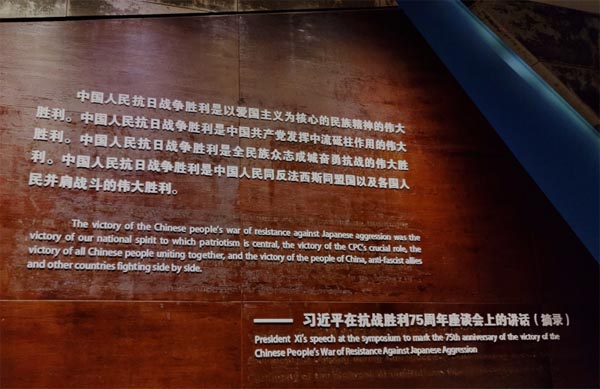 中国人民抗日战争胜利是以爱国主义为核心的民族精神的伟大
胜利。中国人民抗日战争胜利是中国共产党发挥中流砥柱作用的伟大
胜利。中国人民抗日战争胜利是全民族众志成城奋勇抗战的伟大胜
利。中国人民抗日战争胜利是中国人民同反法西斯同盟国以及各国人
民并肩战斗的伟大胜利。
The victory of the Chinese people's war of resistance against Japanese aggression was the
victory of our national spirit to which patriotism is central, the victory of the CPC's crucial role, the
victory of all Chinese people uniting together, and the victory of the people of China, anti-fascist allies
and other countries fighting side by side.
—— 习近平在抗战胜利75周年座谈会上的讲话（摘录）
President Xi's speech at the symposium to mark the 75th anniversary of the victory of the
Chinese People's War of Resistance Against Japanese Aggression